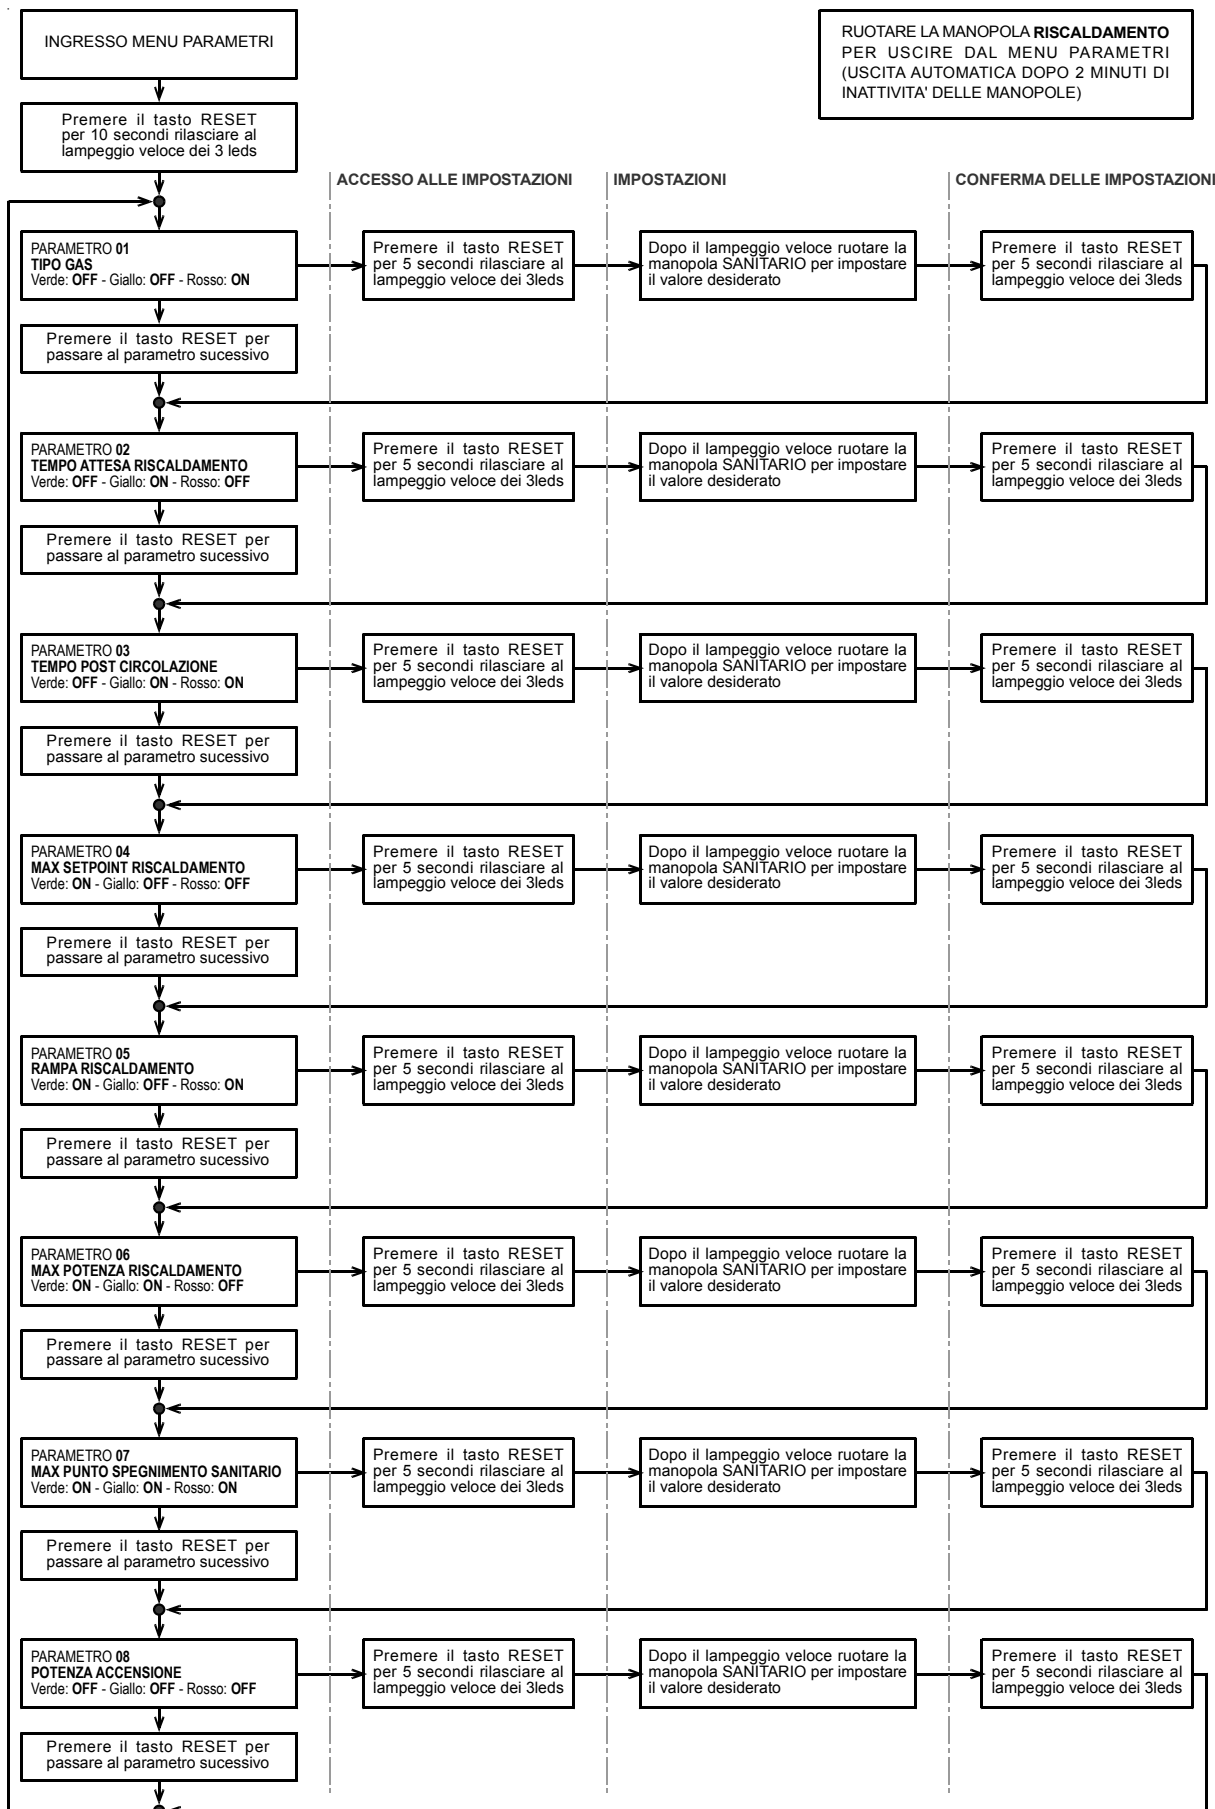 INGRESSO MENU PARAMETRI
RUOTARE LA MANOPOLA RISCALDAMENTO
PER USCIRE DAL MENU PARAMETRI
(USCITA AUTOMATICA DOPO 2 MINUTI DI
INATTIVITA' DELLE MANOPOLE)
Premere il tasto RESET
per 10 secondi rilasciare al
lampeggio veloce dei 3 leds
ACCESSO ALLE IMPOSTAZIONI
IMPOSTAZIONI
CONFERMA DELLE IMPOSTAZIONI
PARAMETRO 01
TIPO GAS
Verde: OFF - Giallo: OFF - Rosso: ON
Premere il tasto RESET
per 5 secondi rilasciare al
lampeggio veloce dei 3leds
Dopo il lampeggio veloce ruotare la
manopola SANITARIO per impostare
il valore desiderato
Premere il tasto RESET
per 5 secondi rilasciare al
lampeggio veloce dei 3leds
Premere il tasto RESET per
passare al parametro sucessivo
PARAMETRO 02
TEMPO ATTESA RISCALDAMENTO
Verde: OFF - Giallo: ON - Rosso: OFF
Premere il tasto RESET
per 5 secondi rilasciare al
lampeggio veloce dei 3leds
Dopo il lampeggio veloce ruotare la
manopola SANITARIO per impostare
il valore desiderato
Premere il tasto RESET
per 5 secondi rilasciare al
lampeggio veloce dei 3leds
Premere il tasto RESET per
passare al parametro sucessivo
PARAMETRO 03
TEMPO POST CIRCOLAZIONE
Verde: OFF - Giallo: ON - Rosso: ON
Premere il tasto RESET
per 5 secondi rilasciare al
lampeggio veloce dei 3leds
Dopo il lampeggio veloce ruotare la
manopola SANITARIO per impostare
il valore desiderato
Premere il tasto RESET
per 5 secondi rilasciare al
lampeggio veloce dei 3leds
Premere il tasto RESET per
passare al parametro sucessivo
PARAMETRO 04
MAX SETPOINT RISCALDAMENTO
Verde: ON - Giallo: OFF - Rosso: OFF
Premere il tasto RESET
per 5 secondi rilasciare al
lampeggio veloce dei 3leds
Dopo il lampeggio veloce ruotare la
manopola SANITARIO per impostare
il valore desiderato
Premere il tasto RESET
per 5 secondi rilasciare al
lampeggio veloce dei 3leds
Premere il tasto RESET per
passare al parametro sucessivo
PARAMETRO 05
RAMPA RISCALDAMENTO
Verde: ON - Giallo: OFF - Rosso: ON
Premere il tasto RESET
per 5 secondi rilasciare al
lampeggio veloce dei 3leds
Dopo il lampeggio veloce ruotare la
manopola SANITARIO per impostare
il valore desiderato
Premere il tasto RESET
per 5 secondi rilasciare al
lampeggio veloce dei 3leds
Premere il tasto RESET per
passare al parametro sucessivo
PARAMETRO 06
MAX POTENZA RISCALDAMENTO
Verde: ON - Giallo: ON - Rosso: OFF
Premere il tasto RESET
per 5 secondi rilasciare al
lampeggio veloce dei 3leds
Dopo il lampeggio veloce ruotare la
manopola SANITARIO per impostare
il valore desiderato
Premere il tasto RESET
per 5 secondi rilasciare al
lampeggio veloce dei 3leds
Premere il tasto RESET per
passare al parametro sucessivo
PARAMETRO 07
MAX PUNTO SPEGNIMENTO SANITARIO
Verde: ON - Giallo: ON - Rosso: ON
Premere il tasto RESET
per 5 secondi rilasciare al
lampeggio veloce dei 3leds
Dopo il lampeggio veloce ruotare la
manopola SANITARIO per impostare
il valore desiderato
Premere il tasto RESET
per 5 secondi rilasciare al
lampeggio veloce dei 3leds
Premere il tasto RESET per
passare al parametro sucessivo
PARAMETRO 08
POTENZA ACCENSIONE
Verde: OFF - Giallo: OFF - Rosso: OFF
Premere il tasto RESET
per 5 secondi rilasciare al
lampeggio veloce dei 3leds
Dopo il lampeggio veloce ruotare la
manopola SANITARIO per impostare
il valore desiderato
Premere il tasto RESET
per 5 secondi rilasciare al
lampeggio veloce dei 3leds
Premere il tasto RESET per
passare al parametro sucessivo